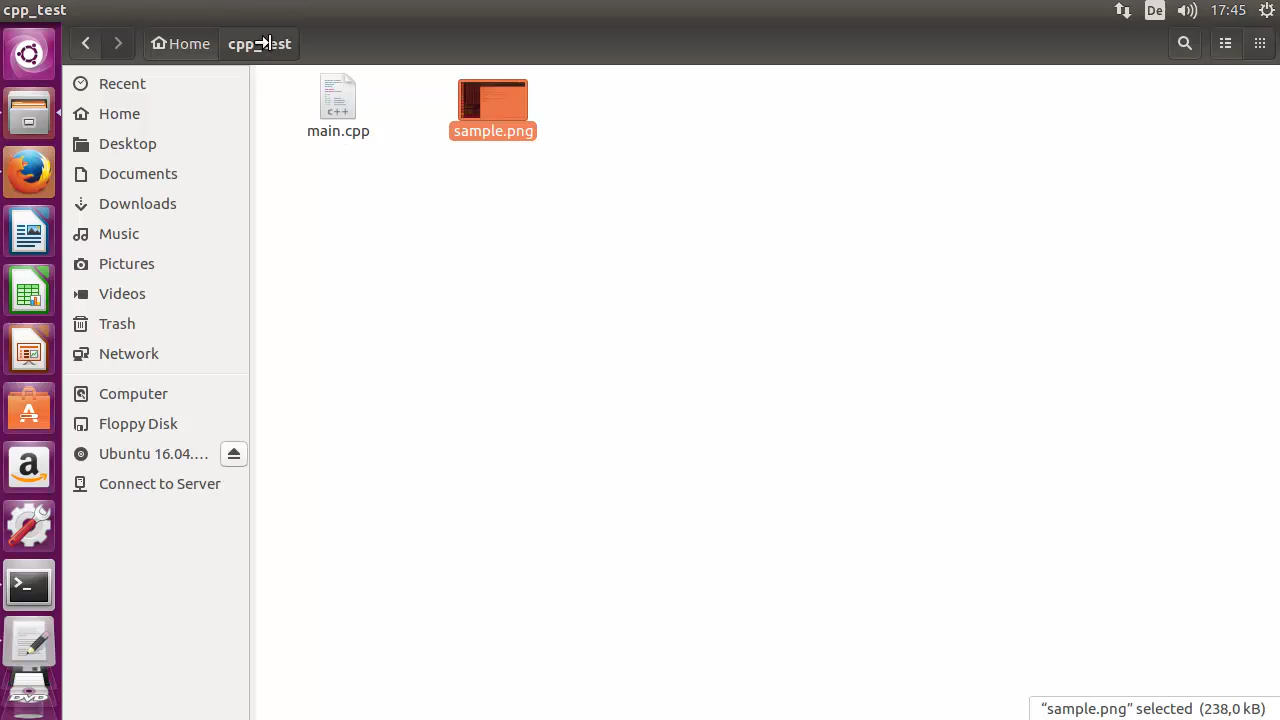 cpp_test
De
17:45
Home
cpp_test
Recent
Home
Desktop
Documents
Downloads
Music
Pictures
Videos
Trash
Network
Computer
Floppy Disk
Ubuntu 16.04....
Connect to Server
C++
main.cpp
sample.png
>_
A
a
DVD
“sample.png” selected (238,0 kB)